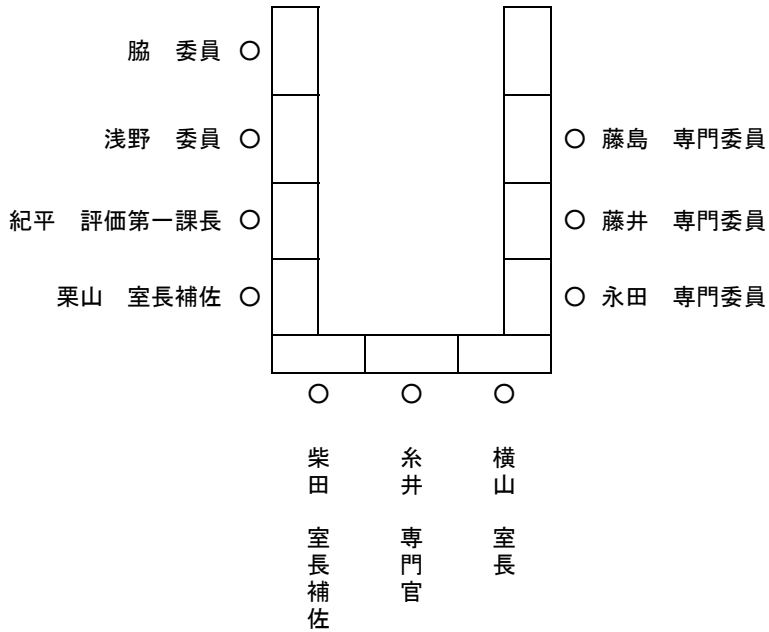 脇　委員 ○
浅野　委員 ○
○ 藤島　専門委員
紀平　評価第一課長 ○
○ 藤井　専門委員
栗山　室長補佐 ○
○ 永田　専門委員
○ ○ ○
柴田　室長補佐
糸井　専門官
横山　室長